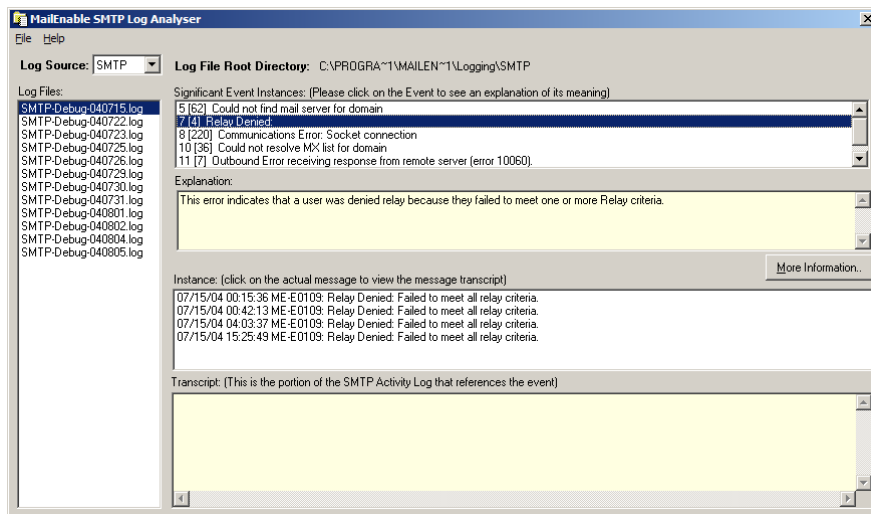 MailEnable SMTP Log Analyser
File Help
Log Source: SMTP
Log File Root Directory: C:\PROGRA~1\MAILEN~1\Logging\SMTP
Log Files:
SMTP-Debug-040715.log
SMTP-Debug-040722.log
SMTP-Debug-040723.log
SMTP-Debug-040725.log
SMTP-Debug-040726.log
SMTP-Debug-040729.log
SMTP-Debug-040730.log
SMTP-Debug-040731.log
SMTP-Debug-040801.log
SMTP-Debug-040802.log
SMTP-Debug-040804.log
SMTP-Debug-040805.log
Significant Event Instances: (Please click on the Event to see an explanation of its meaning)
5 [62] Could not find mail server for domain
7 [4] Relay Denied:
8 [220] Communications Error: Socket connection
10 [36] Could not resolve MX list for domain
11 [7] Outbound Error receiving response from remote server (error 10060).
Explanation:
This error indicates that a user was denied relay because they failed to meet one or more Relay criteria.
More Information..
Instance: (click on the actual message to view the message transcript)
07/15/04 00:15:36 ME-E0109: Relay Denied: Failed to meet all relay criteria.
07/15/04 00:42:13 ME-E0109: Relay Denied: Failed to meet all relay criteria.
07/15/04 04:03:37 ME-E0109: Relay Denied: Failed to meet all relay criteria.
07/15/04 15:25:49 ME-E0109: Relay Denied: Failed to meet all relay criteria.
Transcript: (This is the portion of the SMTP Activity Log that references the event)